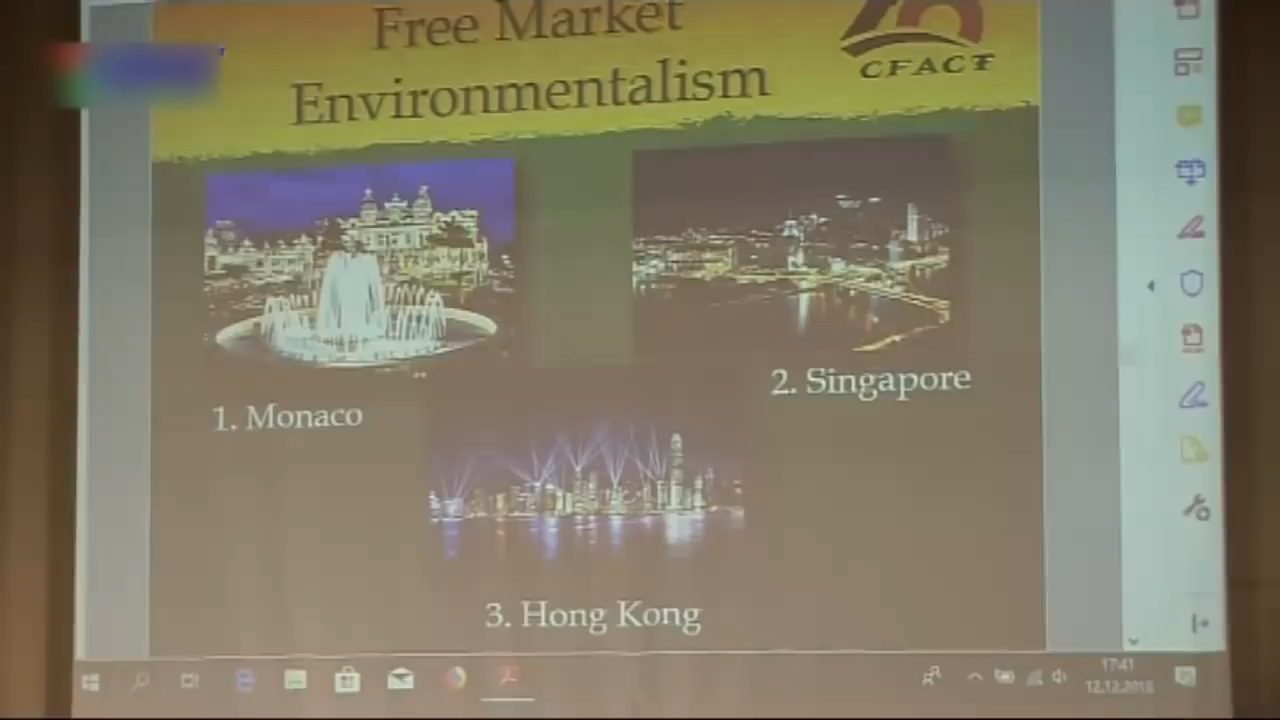 Free Market
Environmentalism
CFACT
1. Monaco
2. Singapore
3. Hong Kong
17:41
12.12.2018